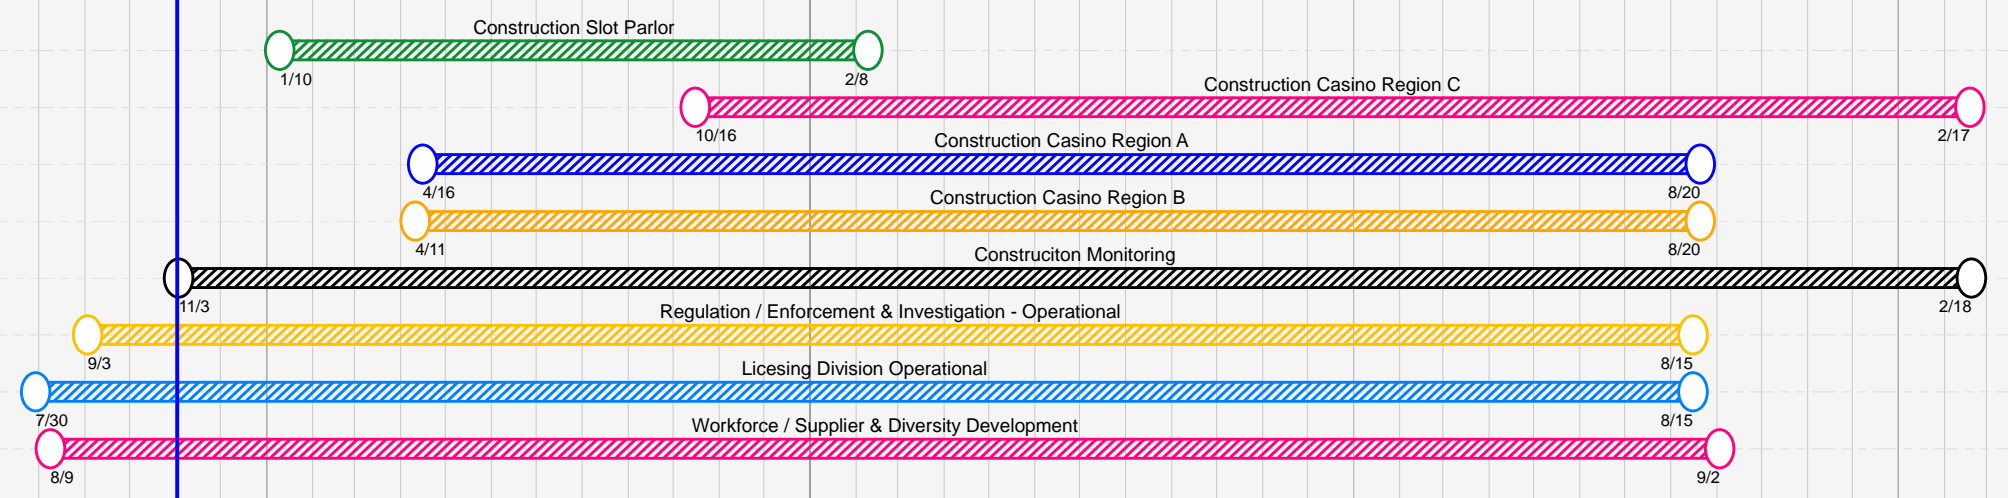 Construction Slot Parlor
1/10
2/8
Construction Casino Region C
10/16
2/17
Construction Casino Region A
4/16
8/20
Construction Casino Region B
4/11
8/20
Construciton Monitoring
11/3
2/18
Regulation / Enforcement & Investigation - Operational
9/3
8/15
Licesing Division Operational
7/30
8/15
Workforce / Supplier & Diversity Development
8/9
9/2